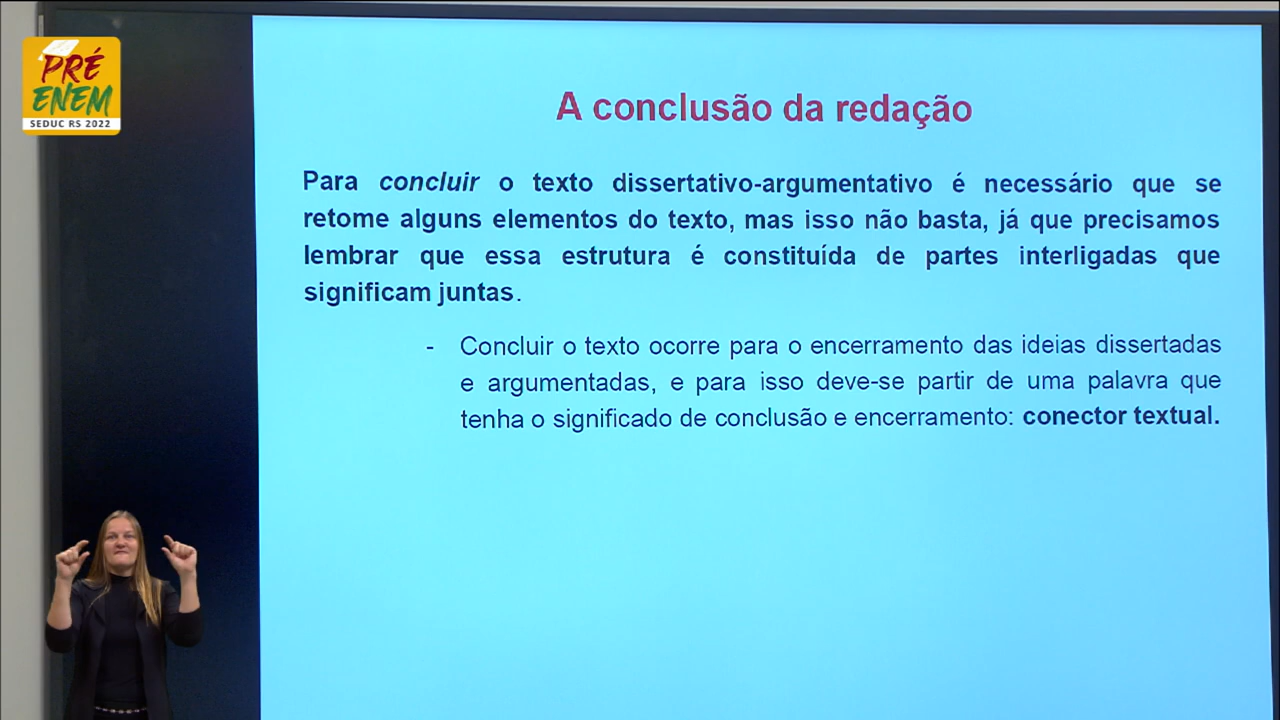 PRÉ
ENEM
SEDUC RS 2022
A conclusão da redação
Para concluir o texto dissertativo-argumentativo é necessário que se
retome alguns elementos do texto, mas isso não basta, já que precisamos
lembrar que essa estrutura é constituída de partes interligadas que
significam juntas.
- Concluir o texto ocorre para o encerramento das ideias dissertadas
e argumentadas, e para isso deve-se partir de uma palavra que
tenha o significado de conclusão e encerramento: conector textual.